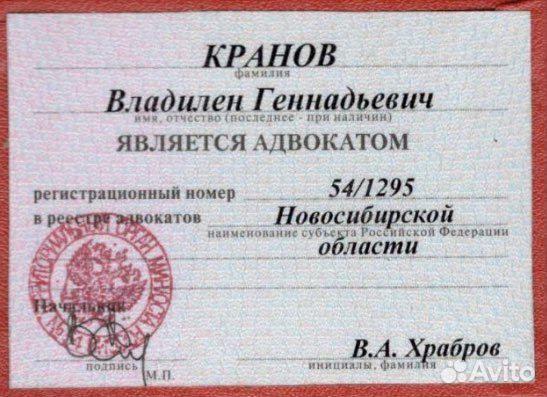 КРАНОВ
фамилия
Владилен Геннадьевич
имя, отчество (последнее - при наличии)
ЯВЛЯЕТСЯ АДВОКАТОМ
регистрационный номер 54/1295
в реестре адвокатов Новосибирской
наименование субъекта Российской Федерации
области
Начальник
подпись
М.П.
В.А. Храбров
инициалы, фамилия
Avito